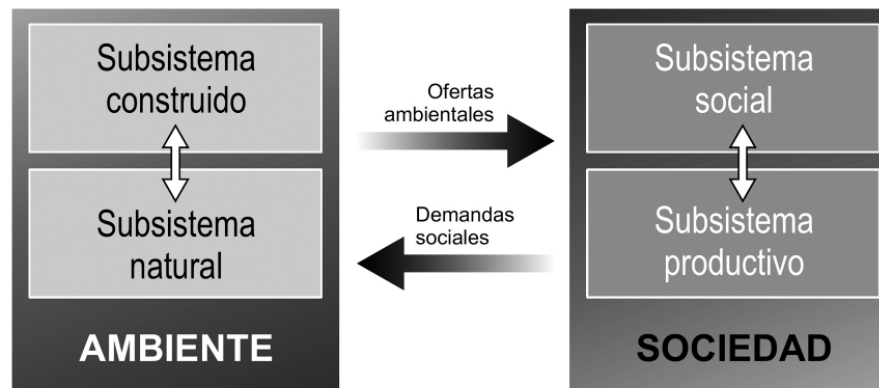 Subsistema
construido
Subsistema
natural
AMBIENTE
Ofertas
ambientales
Demandas
sociales
Subsistema
social
Subsistema
productivo
SOCIEDAD